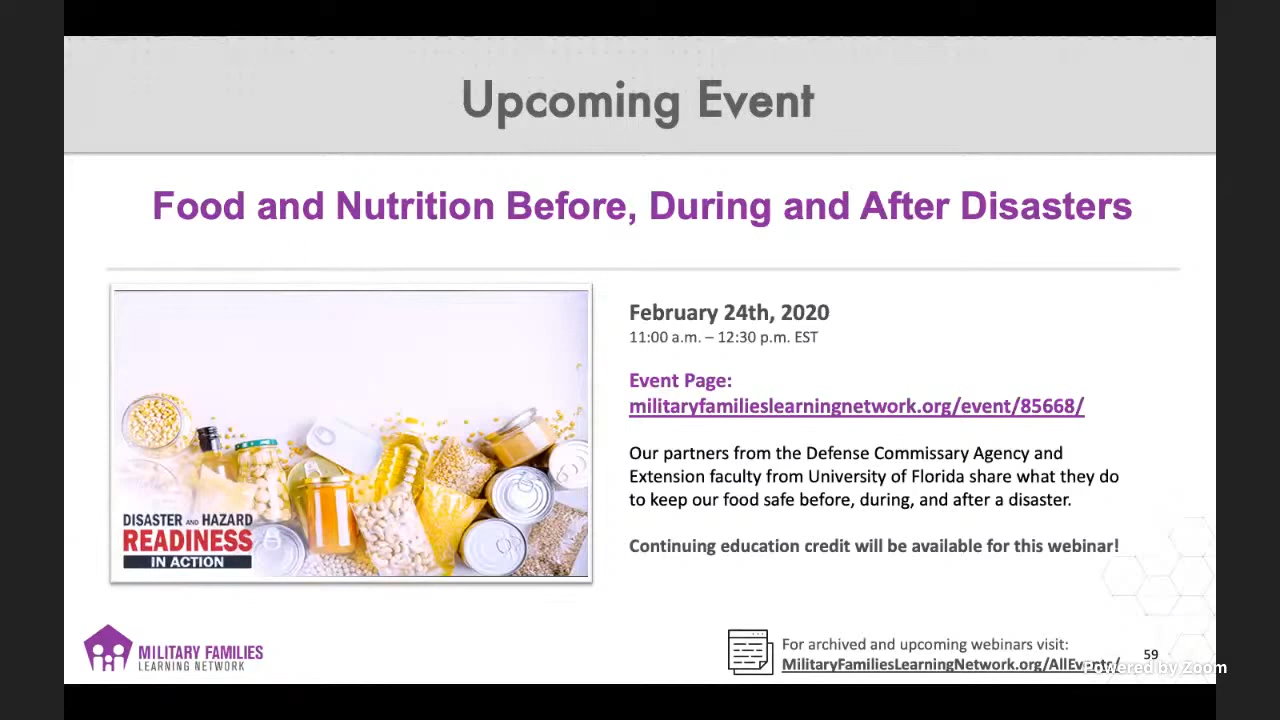 Upcoming Event
Food and Nutrition Before, During and After Disasters
February 24th, 2020
11:00 a.m. – 12:30 p.m. EST
Event Page:
militaryfamilieslearningnetwork.org/event/85668/
Our partners from the Defense Commissary Agency and
Extension faculty from University of Florida share what they do
to keep our food safe before, during, and after a disaster.
Continuing education credit will be available for this webinar!
DISASTER AND HAZARD
READINESS
IN ACTION
MILITARY FAMILIES
LEARNING NETWORK
For archived and upcoming webinars visit:
MilitaryFamiliesLearningNetwork.org/AllEvents/
59
Powered by Zoom